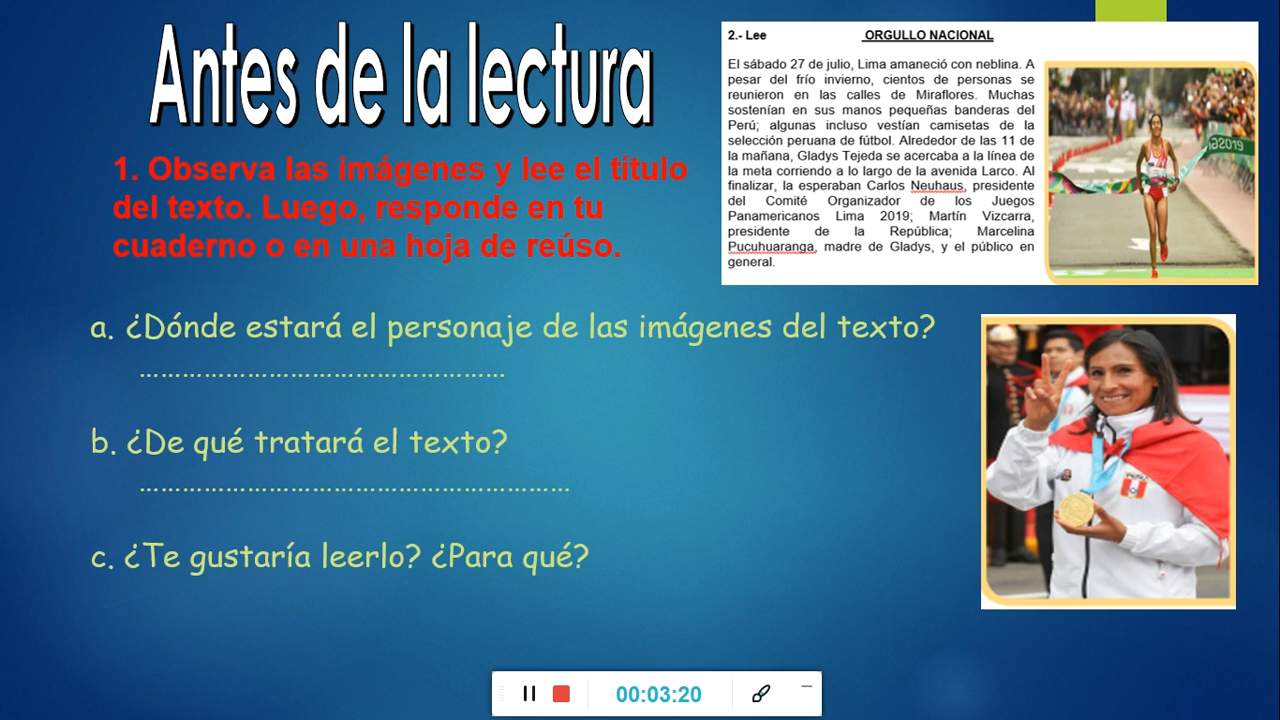 Antes de la lectura
1. Observa las imágenes y lee el título
del texto. Luego, responde en tu
cuaderno o en una hoja de reúso.
2.- Lee ORGULLO NACIONAL
El sábado 27 de julio, Lima amaneció con neblina. A
pesar del frío invierno, cientos de personas se
reunieron en las calles de Miraflores. Muchas
sostenían en sus manos pequeñas banderas del
Perú; algunas incluso vestían camisetas de la
selección peruana de fútbol. Alrededor de las 11 de
la mañana, Gladys Tejeda se acercaba a la línea de
la meta corriendo a lo largo de la avenida Larco. Al
finalizar, la esperaban Carlos Neuhaus, presidente
del Comité Organizador de los Juegos
Panamericanos Lima 2019; Martín Vizcarra,
presidente de la República; Marcelina
Pucuhuaranga, madre de Gladys, y el público en
general.
G2019
a. ¿Dónde estará el personaje de las imágenes del texto?
……………………………………………
b. ¿De qué tratará el texto?
……………………………………………………
c. ¿Te gustaría leerlo? ¿Para qué?
00:03:20